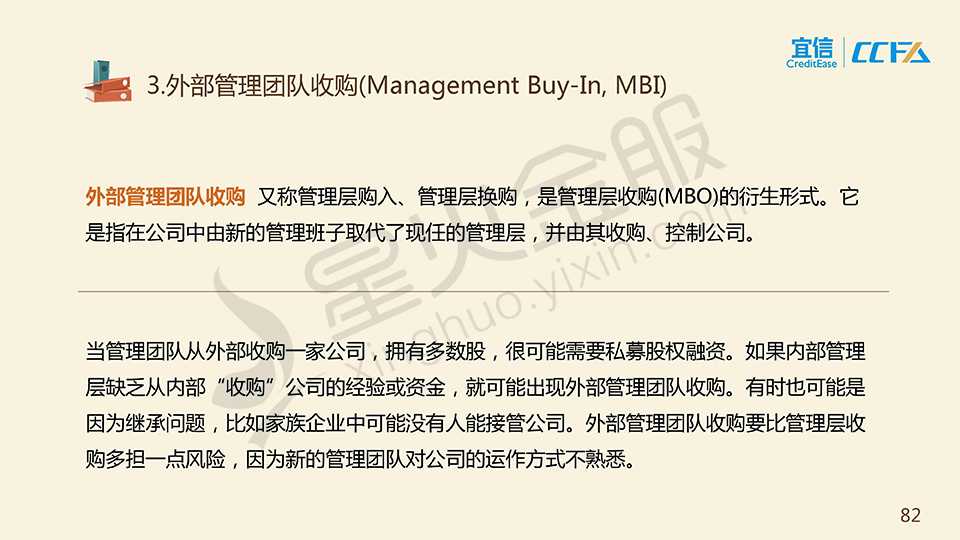 宜信 CCFA
CreditEase
3.外部管理团队收购(Management Buy-In, MBI)
外部管理团队收购 又称管理层购入、管理层换购，是管理层收购(MBO)的衍生形式。它
是指在公司中由新的管理班子取代了现任的管理层，并由其收购、控制公司。
当管理团队从外部收购一家公司，拥有多数股，很可能需要私募股权融资。如果内部管理
层缺乏从内部“收购”公司的经验或资金，就可能出现外部管理团队收购。有时也可能是
因为继承问题，比如家族企业中可能没有人能接管公司。外部管理团队收购要比管理层收
购多担一点风险，因为新的管理团队对公司的运作方式不熟悉。
星火金服
xinghuo.yixin.com
82